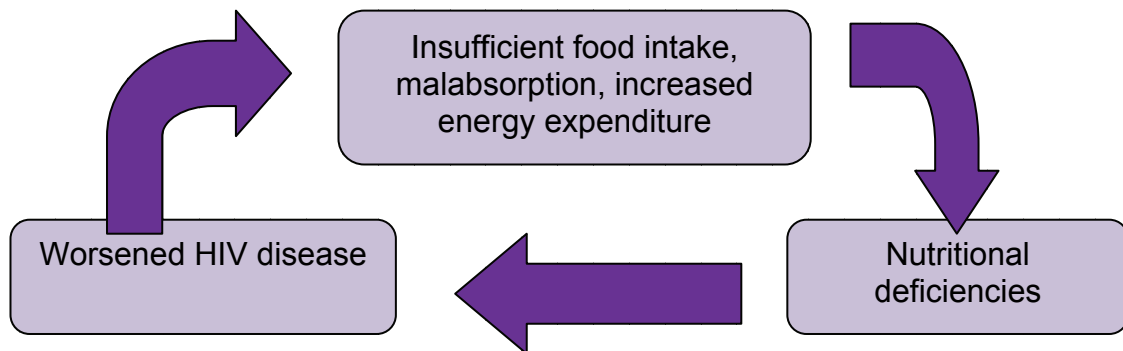 Insufficient food intake,
malabsorption, increased
energy expenditure
Worsened HIV disease
Nutritional
deficiencies